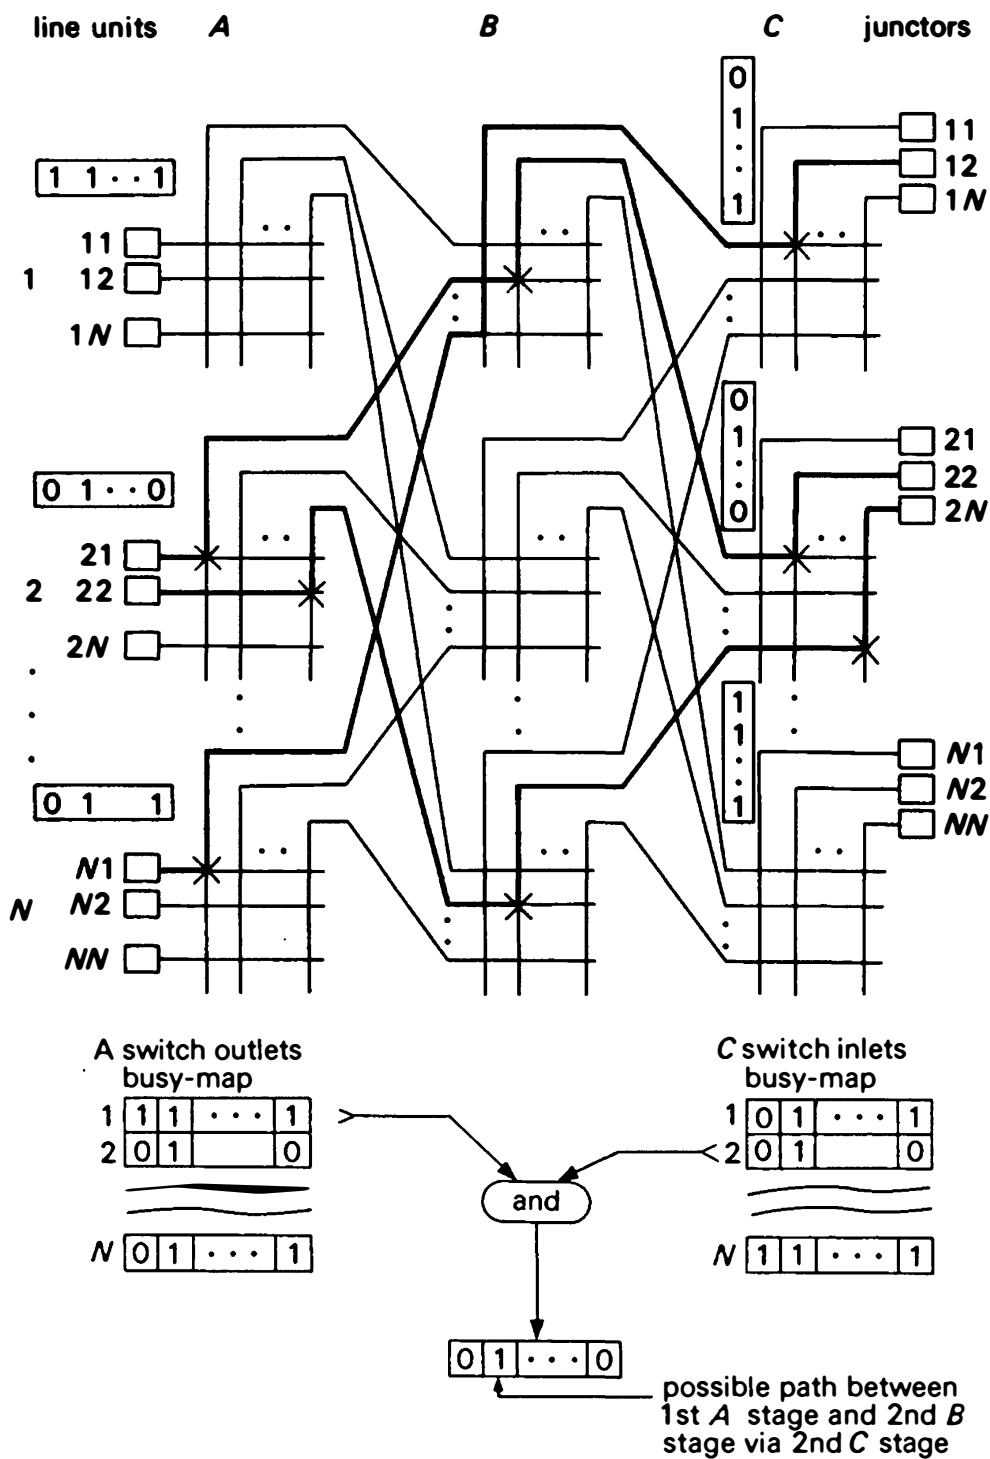 line units A B C junctors
0
1
.
.
1
11
12
1N
1 1 . . 1
11
1 12
1N
. .
. .
. .
0
1
.
.
0
21
22
2N
0 1 . . 0
21
2 22
2N
. .
. .
. .
1
1
.
.
1
N1
N2
NN
0 1 1
N1
N N2
NN
. .
. .
. .
A switch outlets
busy-map
1 1 1 . . . 1
2 0 1 0
N 0 1 . . . 1
C switch inlets
busy-map
1 0 1 . . . 1
2 0 1 0
N 1 1 . . . 1
and
0 1 . . . 0
possible path between
1st A stage and 2nd B
stage via 2nd C stage